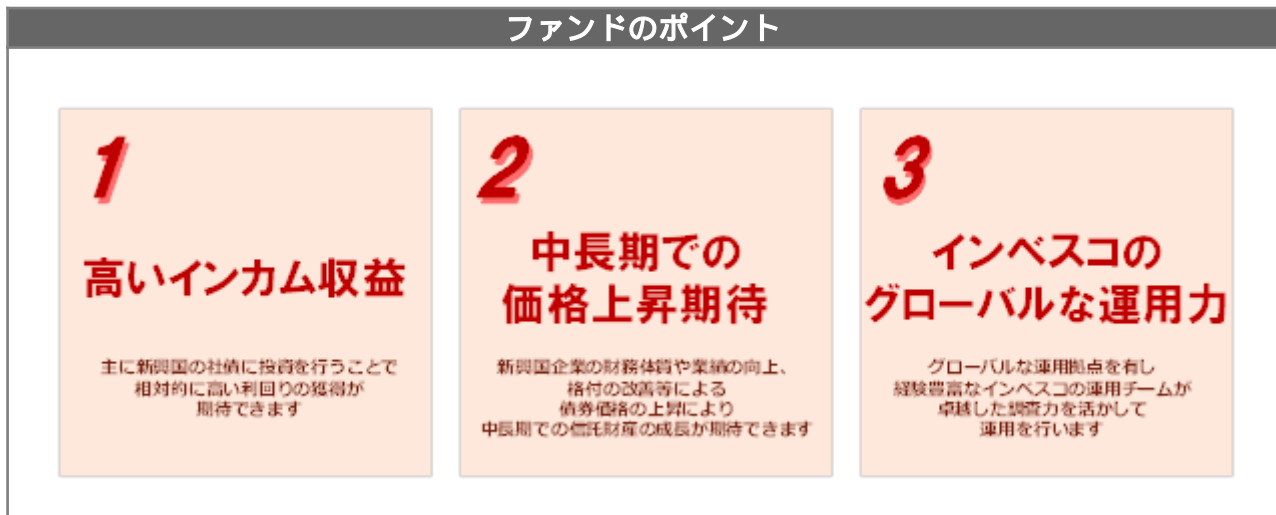 ファンドのポイント
1
高いインカム収益
主に新興国の社債に投資を行うことで
相対的に高い利回りの獲得が
期待できます
2
中長期での
価格上昇期待
新興国企業の財務体質や業績の向上、
格付の改善等による
債券価格の上昇により
中長期での信託財産の成長が期待できます
3
インベスコの
グローバルな運用力
グローバルな運用拠点を有し
経験豊富なインベスコの運用チームが
卓越した調査力を活かして
運用を行います